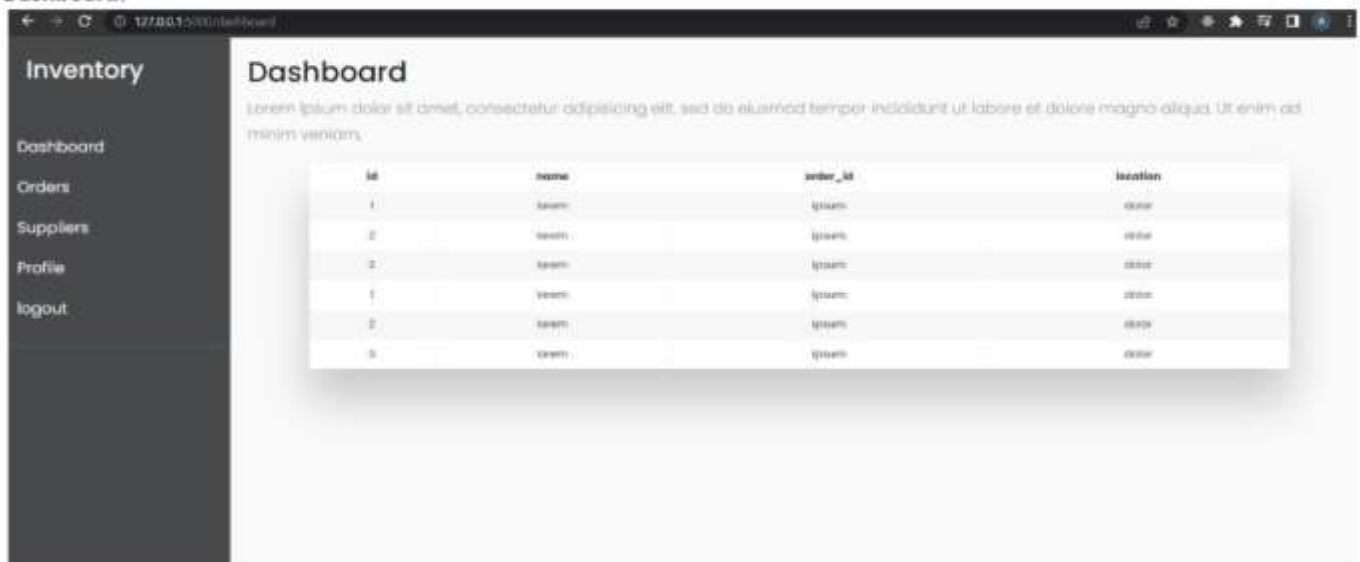 127.0.0.1:5000/dashboard
Inventory
Dashboard
Orders
Suppliers
Profile
logout
Dashboard
Lorem ipsum dolor sit amet, consectetur adipisicing elit, sed do eiusmod tempor incididunt ut labore et dolore magna aliqua. Ut enim ad
minim veniam,
id name order_id location
1 lorem ipsum dolor
2 lorem ipsum dolor
3 lorem ipsum dolor
1 lorem ipsum dolor
2 lorem ipsum dolor
3 lorem ipsum dolor